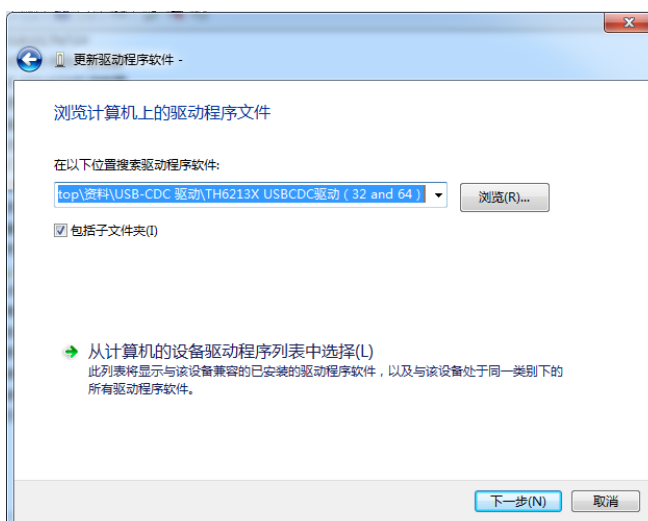 更新驱动程序软件 -
浏览计算机上的驱动程序文件
在以下位置搜索驱动程序软件:
top\资料\USB-CDC 驱动\TH6213X USBCDC驱动（32 and 64）
浏览(R)...
包括子文件夹(I)
从计算机的设备驱动程序列表中选择(L)
此列表将显示与该设备兼容的已安装的驱动程序软件，以及与该设备处于同一类别下的
所有驱动程序软件。
下一步(N)
取消